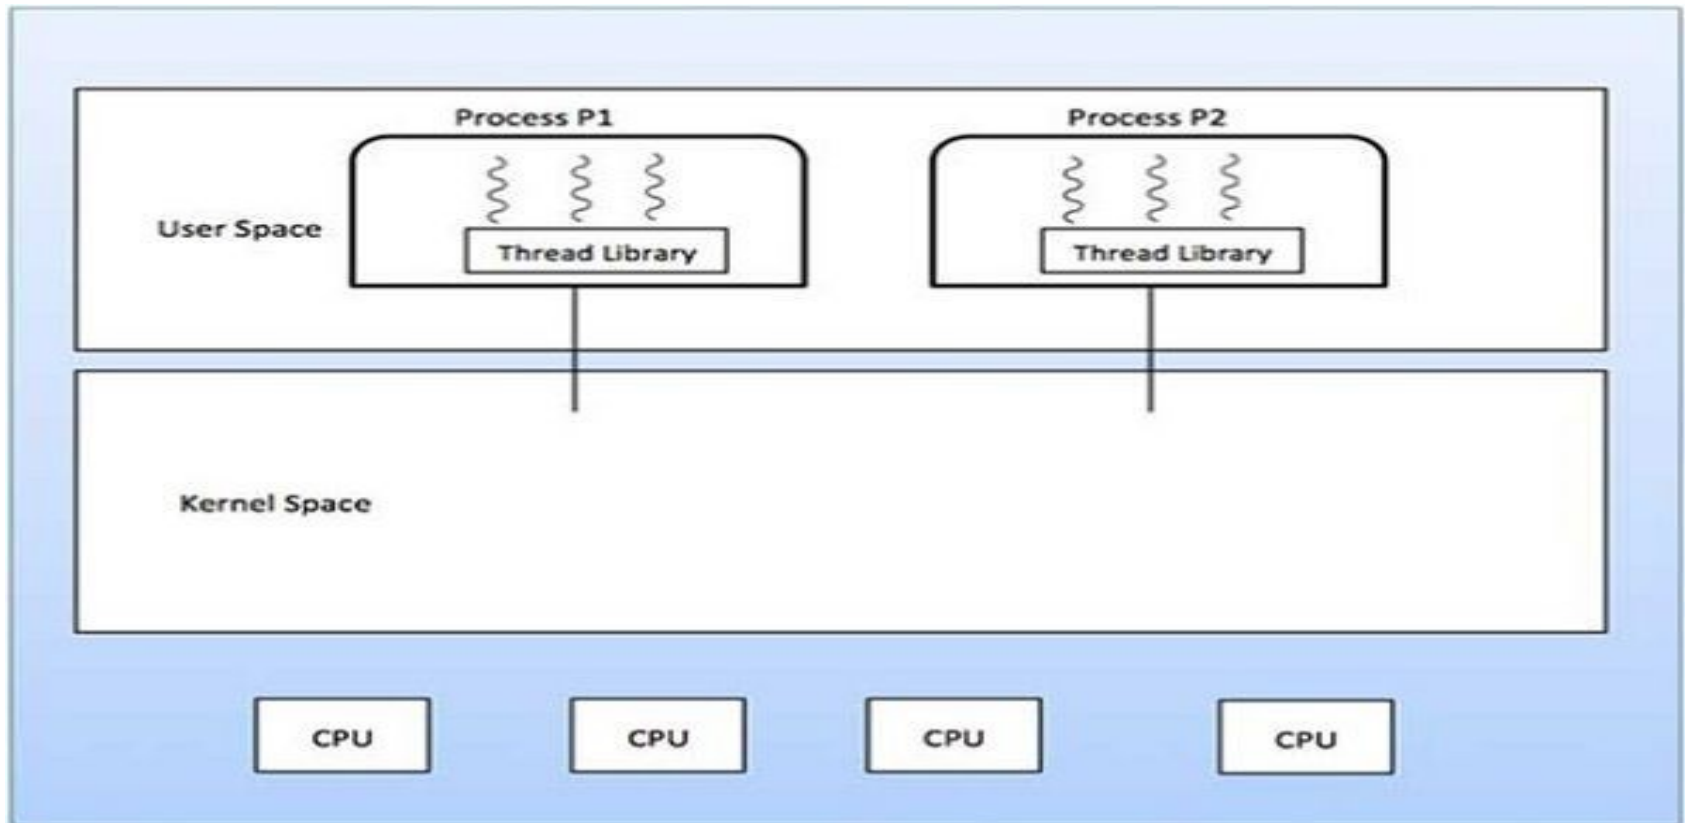 Process P1
Process P2
User Space
Thread Library
Thread Library
Kernel Space
CPU
CPU
CPU
CPU